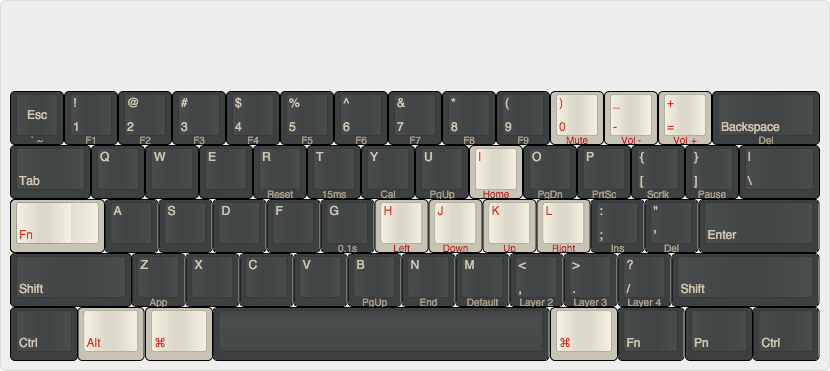 ! @ # $ % ^ & * ( ) _ +
Esc 1 2 3 4 5 6 7 8 9 0 - = Backspace
` ~ F1 F2 F3 F4 F5 F6 F7 F8 F9 Mute Vol - Vol + Del
Q W E R T Y U I O P { } |
Tab [ ] \
Reset 15ms Cal PgUp Home PgDn PrtSc Scrlk Pause
A S D F G H J K L : "
Fn ; ' Enter
0.1s Left Down Up Right Ins Del
Z X C V B N M < > ?
Shift , . / Shift
App PgUp End Default Layer 2 Layer 3 Layer 4
Ctrl Alt ⌘ ⌘ Fn Pn Ctrl